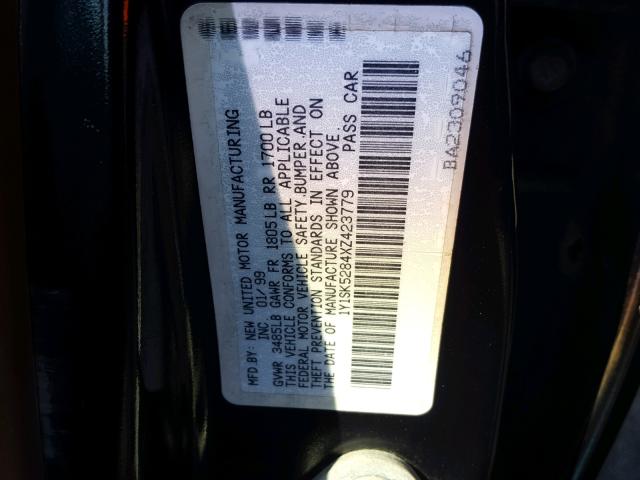 MFD.BY: NEW UNITED MOTOR MANUFACTURING
INC. 01/99
GVWR 3485LB GAWR FR 1805LB RR 1700LB
THIS VEHICLE CONFORMS TO ALL APPLICABLE
FEDERAL MOTOR VEHICLE SAFETY,BUMPER,AND
THEFT PREVENTION STANDARDS IN EFFECT ON
THE DATE OF MANUFACTURE SHOWN ABOVE.
1Y1SK5284XZ423779 PASS CAR
BA2309046